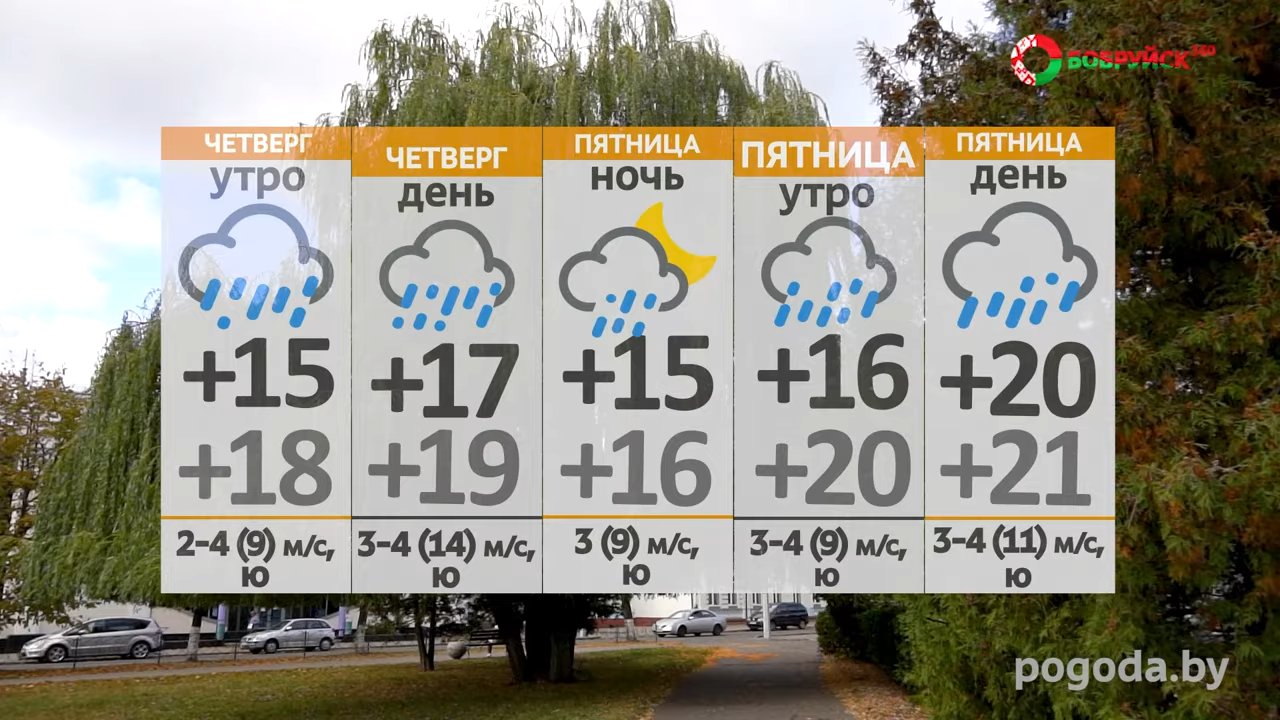 БОБРУЙСК 360
ЧЕТВЕРГ
утро
+15
+18
2-4 (9) м/с,
ю
ЧЕТВЕРГ
день
+17
+19
3-4 (14) м/с,
ю
ПЯТНИЦА
ночь
+15
+16
3 (9) м/с,
ю
ПЯТНИЦА
утро
+16
+20
3-4 (9) м/с,
ю
ПЯТНИЦА
день
+20
+21
3-4 (11) м/с,
ю
pogoda.by